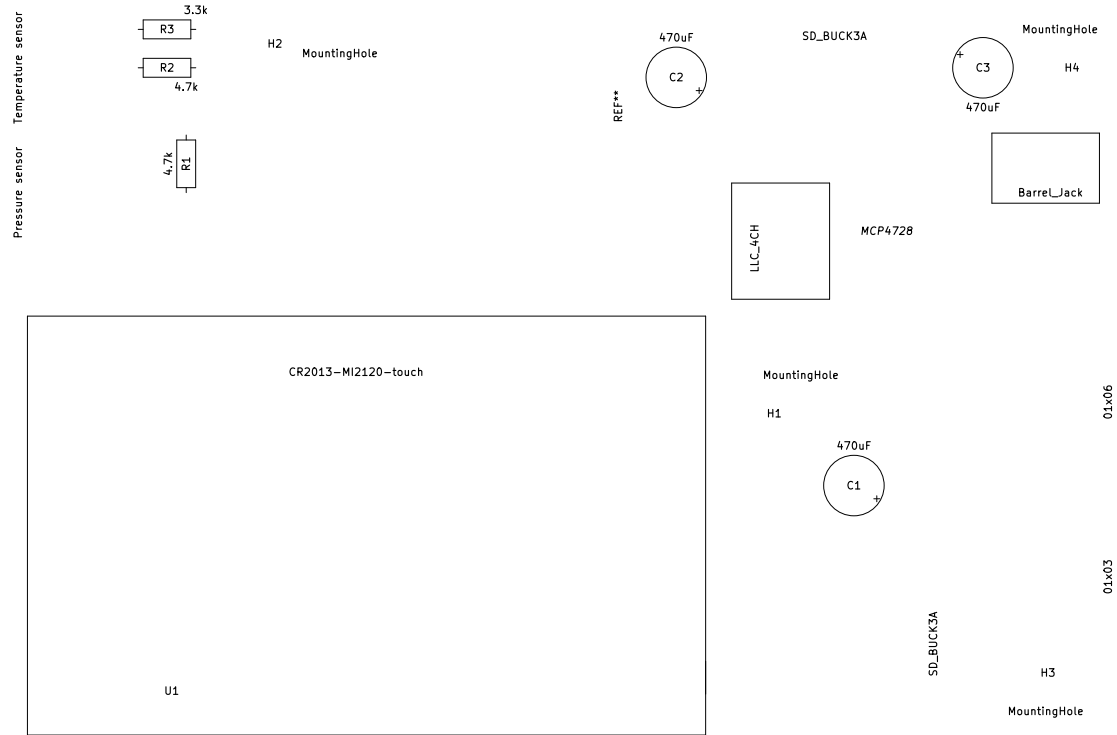 3.3k
R3
Temperature sensor
H2
MountingHole
R2
4.7k
470uF
C2
+
REF**
SD_BUCK3A
MountingHole
+
C3
H4
470uF
Pressure sensor
4.7k
R1
Barrel_Jack
LLC_4CH
MCP4728
CR2013-MI2120-touch
MountingHole
H1
01x06
470uF
C1
+
01x03
SD_BUCK3A
H3
U1
MountingHole